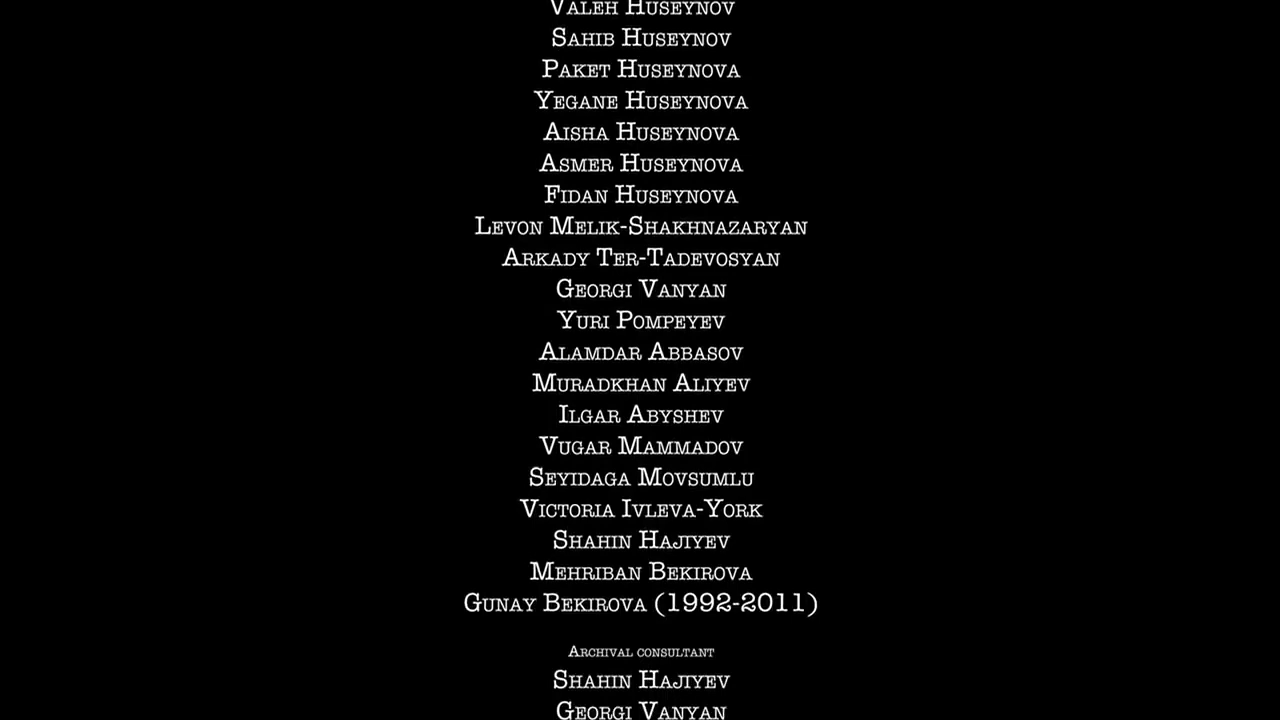 Valeh Huseynov
Sahib Huseynov
Paket Huseynova
Yegane Huseynova
Aisha Huseynova
Asmer Huseynova
Fidan Huseynova
Levon Melik-Shakhnazaryan
Arkady Ter-Tadevosyan
Georgi Vanyan
Yuri Pompeyev
Alamdar Abbasov
Muradkhan Aliyev
Ilgar Abyshev
Vugar Mammadov
Seyidaga Movsumlu
Victoria Ivleva-York
Shahin Hajiyev
Mehriban Bekirova
Gunay Bekirova (1992-2011)
Archival consultant
Shahin Hajiyev
Georgi Vanyan